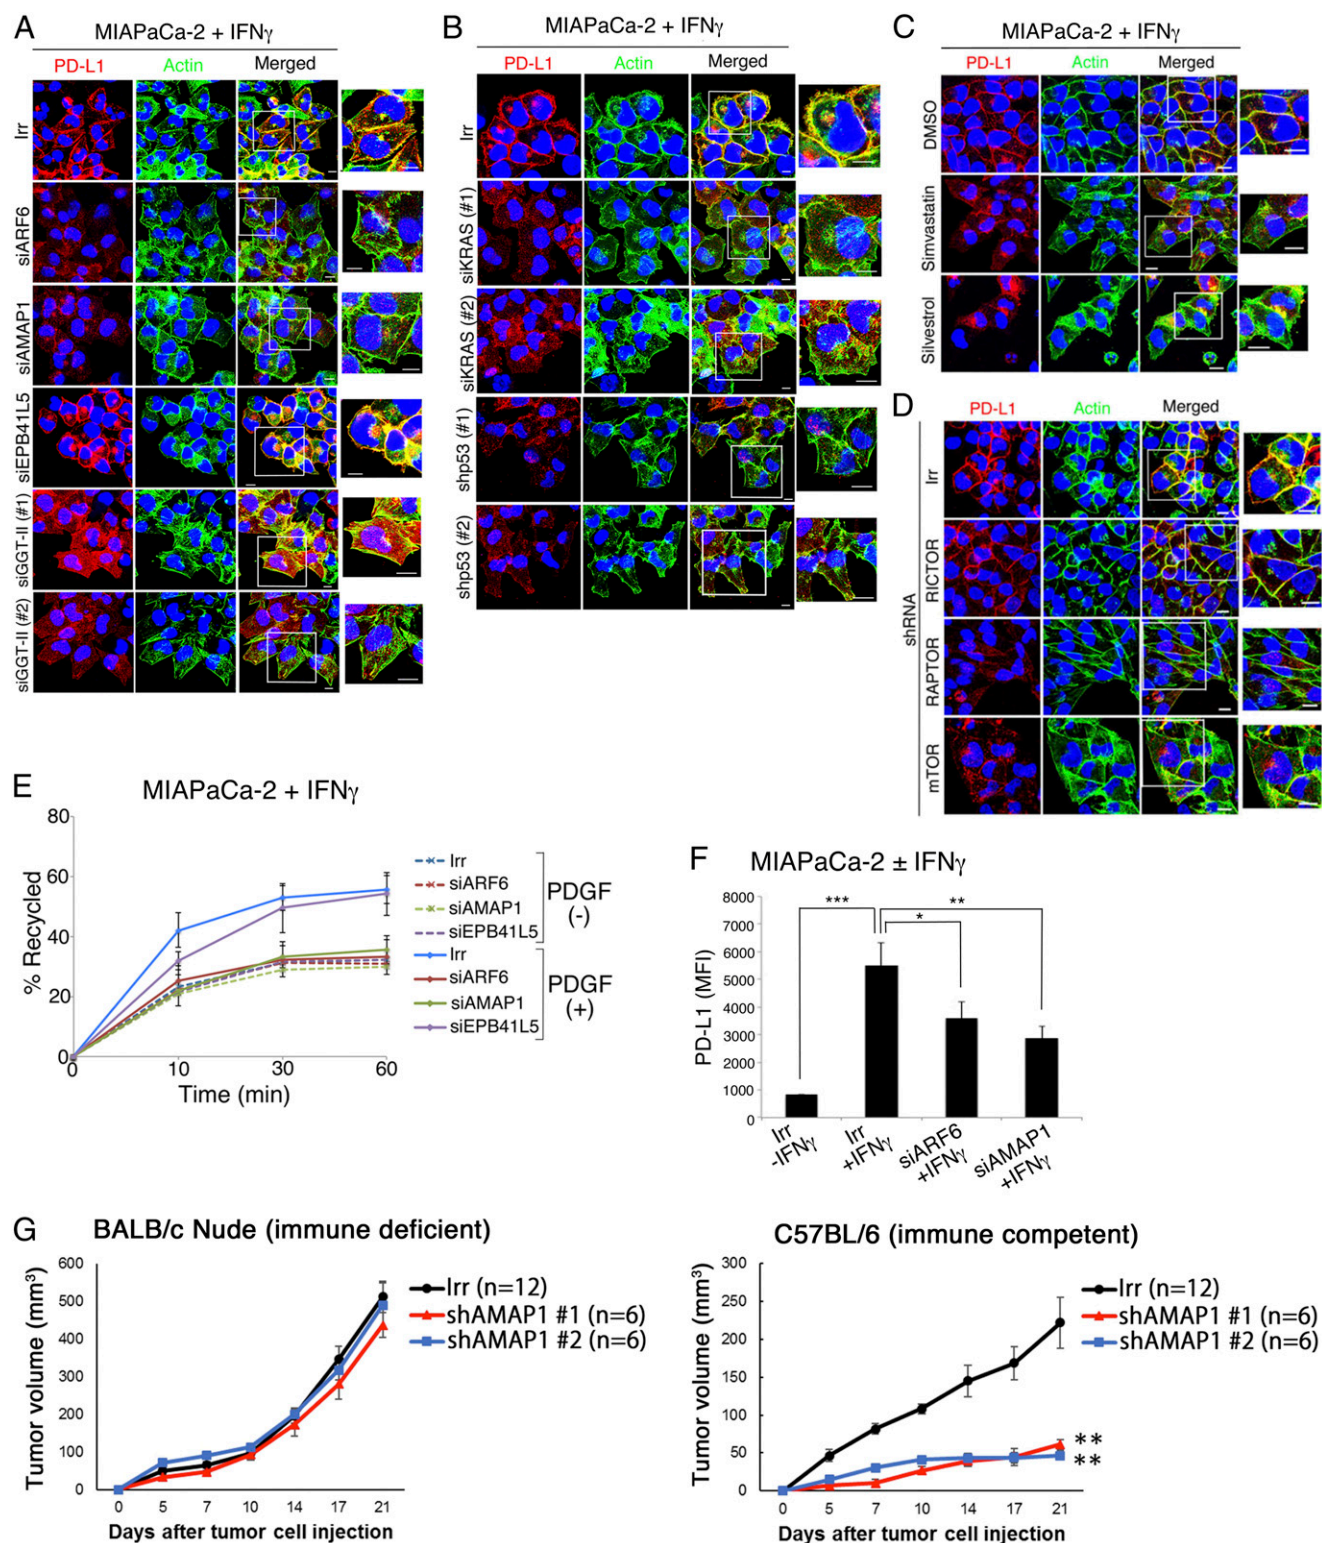 A
MIAPaCa-2 + IFNγ
PD-L1 Actin Merged
Irr
siARF6
siAMAP1
siEPB41L5
siGGT-II (#1)
siGGT-II (#2)
B
MIAPaCa-2 + IFNγ
PD-L1 Actin Merged
Irr
siKRAS (#1)
siKRAS (#2)
shp53 (#1)
shp53 (#2)
C
MIAPaCa-2 + IFNγ
PD-L1 Actin Merged
DMSO
Simvastatin
Silvestrol
D
PD-L1 Actin Merged
shRNA
Irr
RICTOR
RAPTOR
mTOR
E
MIAPaCa-2 + IFNγ
% Recycled
80
60
40
20
0
0 10 30 60
Time (min)
Irr
siARF6
siAMAP1
siEPB41L5
PDGF
(-)
Irr
siARF6
siAMAP1
siEPB41L5
PDGF
(+)
F
MIAPaCa-2 ± IFNγ
PD-L1 (MFI)
8000
7000
6000
5000
4000
3000
2000
1000
0
*** ** *
Irr
-IFNγ
Irr
+IFNγ
siARF6
+IFNγ
siAMAP1
+IFNγ
G
BALB/c Nude (immune deficient)
Tumor volume (mm³)
600
500
400
300
200
100
0
0 5 7 10 14 17 21
Days after tumor cell injection
Irr (n=12)
shAMAP1 #1 (n=6)
shAMAP1 #2 (n=6)
C57BL/6 (immune competent)
Tumor volume (mm³)
300
250
200
150
100
50
0
0 5 7 10 14 17 21
Days after tumor cell injection
Irr (n=12)
shAMAP1 #1 (n=6)
shAMAP1 #2 (n=6)
**
**